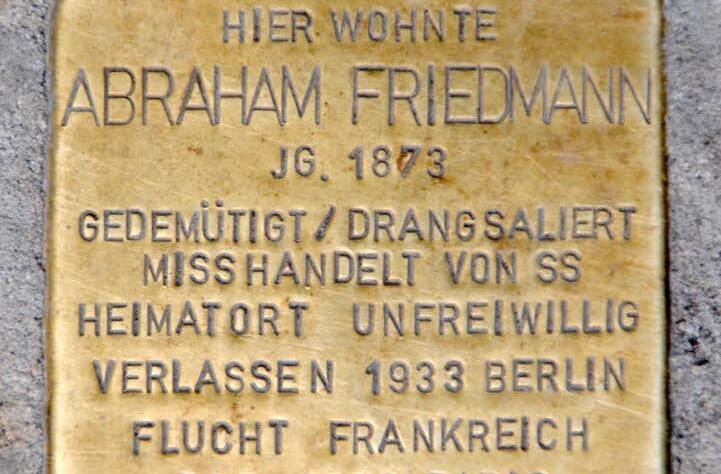 HIER WOHNTE
ABRAHAM FRIEDMANN
JG. 1873
GEDEMÜTIGT/DRANGSALIERT
MISSHANDELT VON SS
HEIMATORT UNFREIWILLIG
VERLASSEN 1933 BERLIN
FLUCHT FRANKREICH